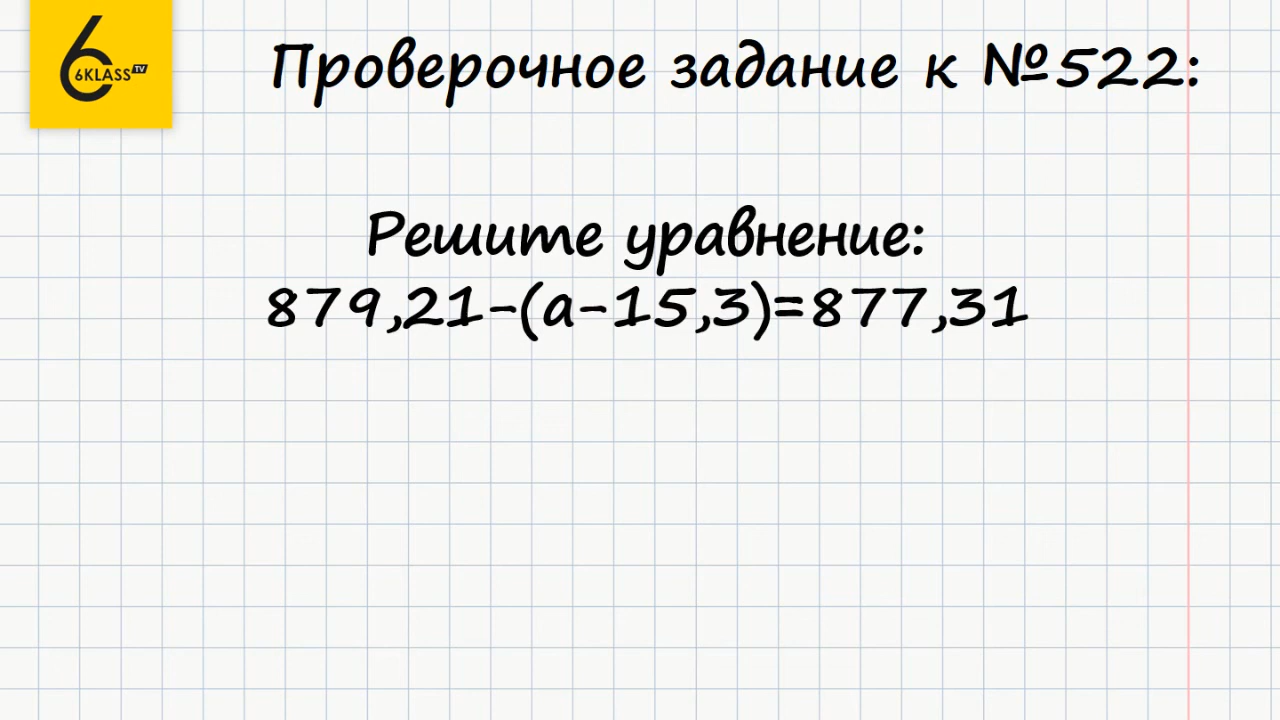 6KLASS TV
Проверочное задание к №522:
Решите уравнение:
879,21-(а-15,3)=877,31